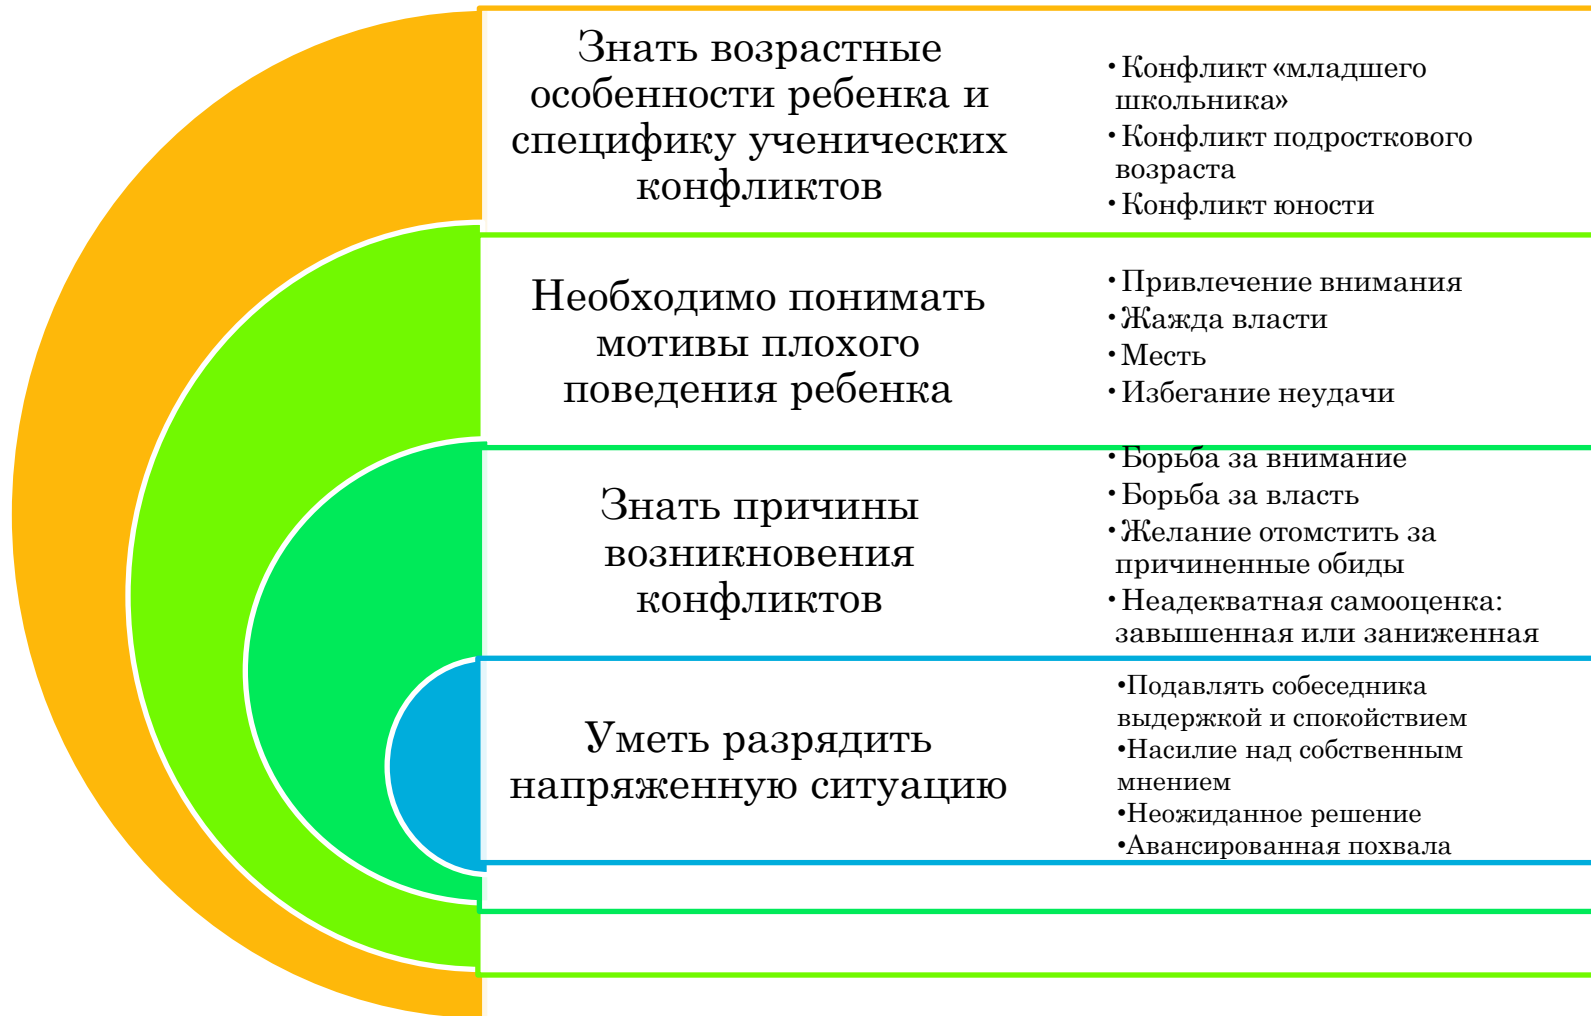 Знать возрастные
особенности ребенка и
специфику ученических
конфликтов
• Конфликт «младшего
школьника»
• Конфликт подросткового
возраста
• Конфликт юности
Необходимо понимать
мотивы плохого
поведения ребенка
• Привлечение внимания
• Жажда власти
• Месть
• Избегание неудачи
Знать причины
возникновения
конфликтов
• Борьба за внимание
• Борьба за власть
• Желание отомстить за
причиненные обиды
• Неадекватная самооценка:
завышенная или заниженная
Уметь разрядить
напряженную ситуацию
•Подавлять собеседника
выдержкой и спокойствием
•Насилие над собственным
мнением
•Неожиданное решение
•Авансированная похвала